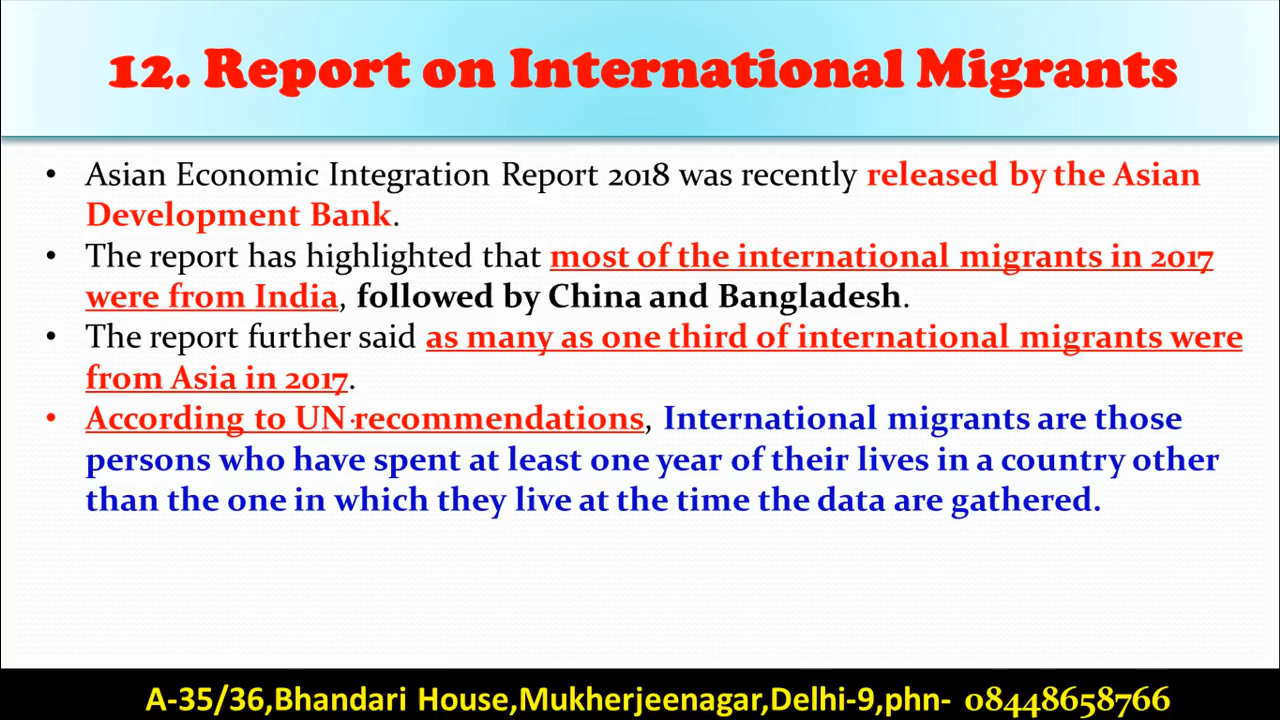 12. Report on International Migrants
• Asian Economic Integration Report 2018 was recently released by the Asian
Development Bank.
• The report has highlighted that most of the international migrants in 2017
were from India, followed by China and Bangladesh.
• The report further said as many as one third of international migrants were
from Asia in 2017.
• According to UN recommendations, International migrants are those
persons who have spent at least one year of their lives in a country other
than the one in which they live at the time the data are gathered.
A-35/36,Bhandari House,Mukherjeenagar,Delhi-9,phn- 08448658766